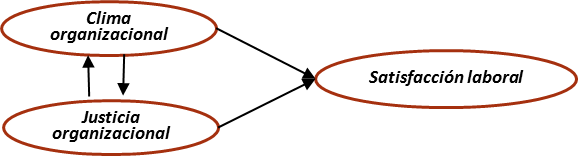 Clima
organizacional
Satisfacción laboral
Justicia
organizacional